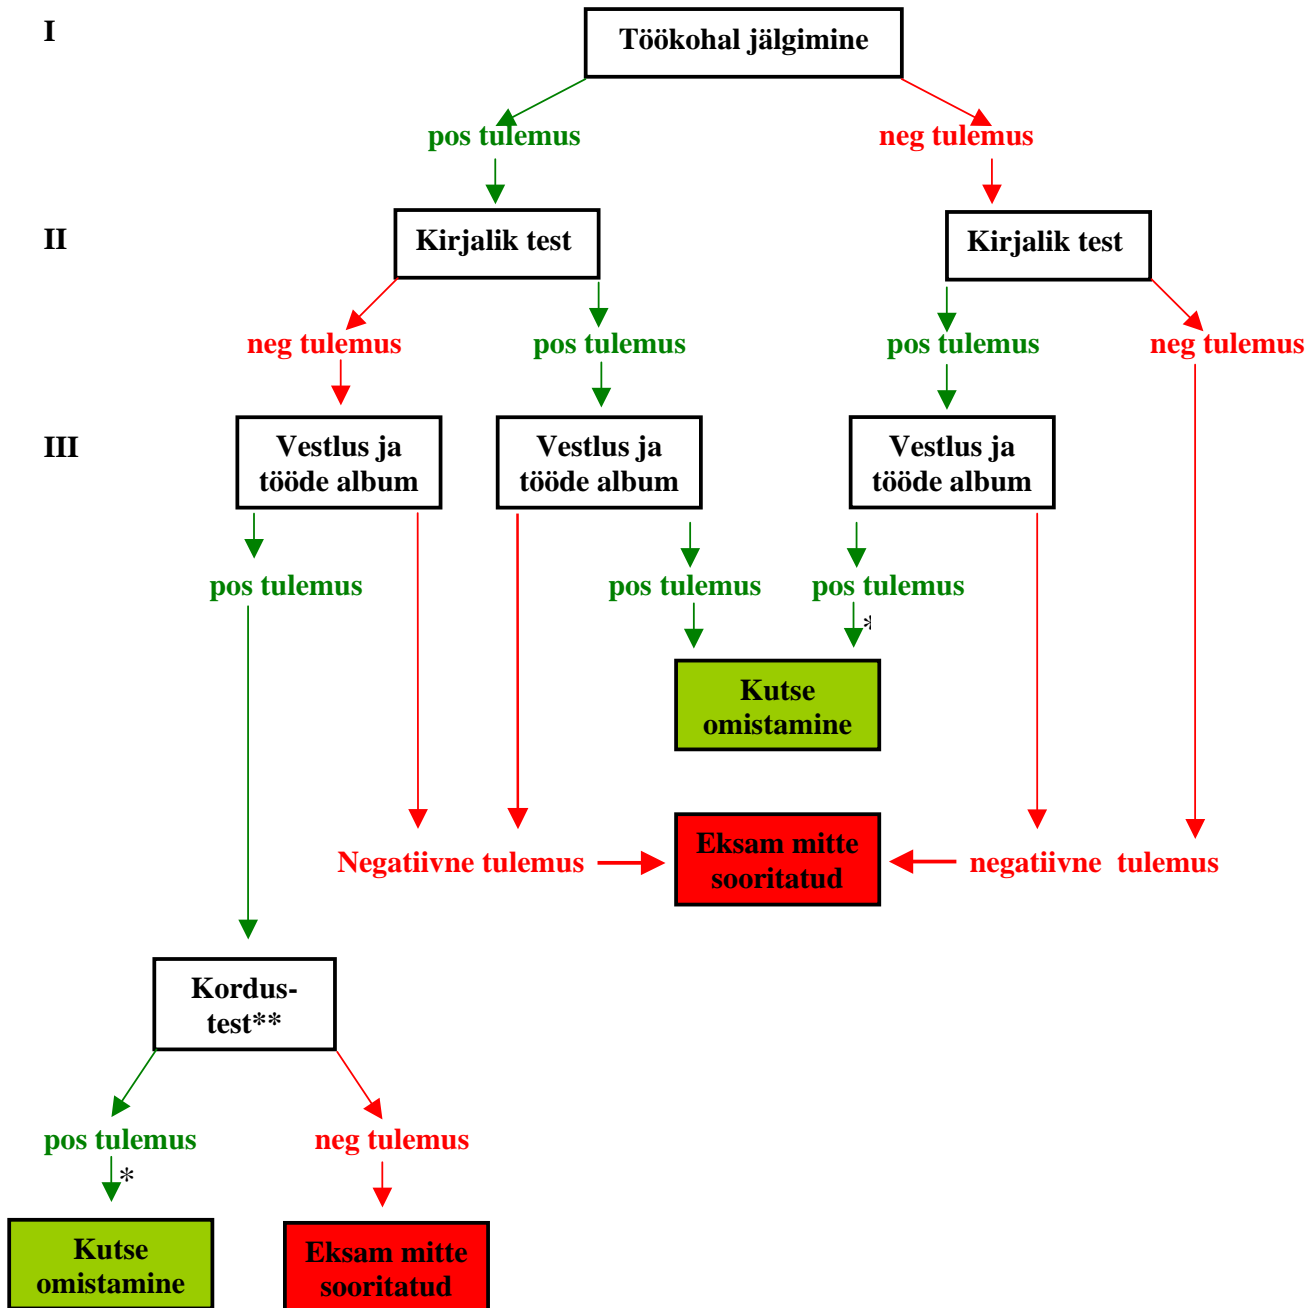 I
Töökohal jälgimine
pos tulemus
neg tulemus
II
Kirjalik test
Kirjalik test
neg tulemus
pos tulemus
pos tulemus
neg tulemus
III
Vestlus ja
tööde album
Vestlus ja
tööde album
Vestlus ja
tööde album
pos tulemus
pos tulemus
pos tulemus
*
Kutse
omistamine
Negatiivne tulemus
Eksam mitte
sooritatud
negatiivne tulemus
Kordus-
test**
pos tulemus
neg tulemus
*
Kutse
omistamine
Eksam mitte
sooritatud